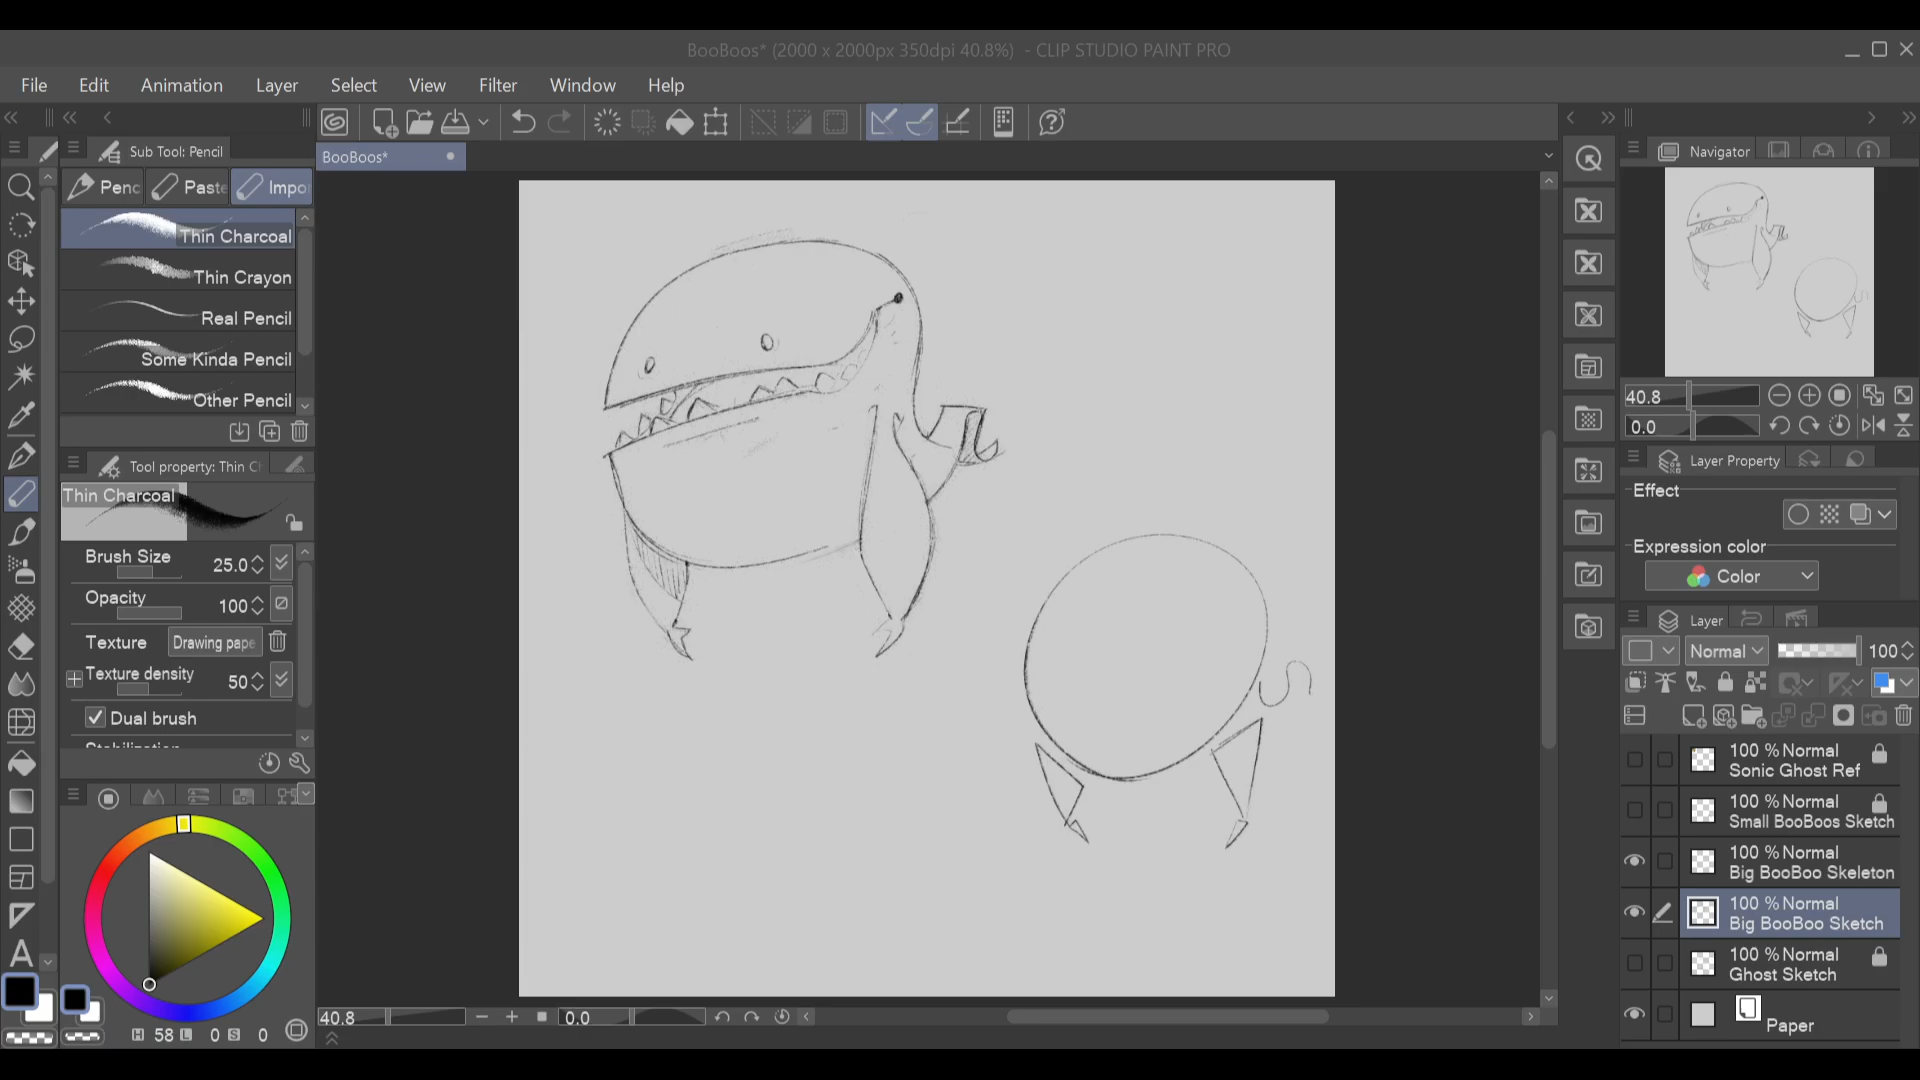 BooBoos* (2000 x 2000px 350dpi 40.8%) - CLIP STUDIO PAINT PRO
File Edit Animation Layer Select View Filter Window Help
Sub Tool: Pencil
Penc Paste Impo
Thin Charcoal
Thin Crayon
Real Pencil
Some Kinda Pencil
Other Pencil
Tool property: Thin C
Thin Charcoal
Brush Size 25.0
Opacity 100
Texture Drawing pape
Texture density 50
Dual brush
Stabilization
H 58 L 0 S 0
BooBoos*
40.8 0.0
Navigator
40.8
0.0
Layer Property
Effect
Expression color
Color
Layer
Normal 100
100 % Normal
Sonic Ghost Ref
100 % Normal
Small BooBoos Sketch
100 % Normal
Big BooBoo Skeleton
100 % Normal
Big BooBoo Sketch
100 % Normal
Ghost Sketch
Paper